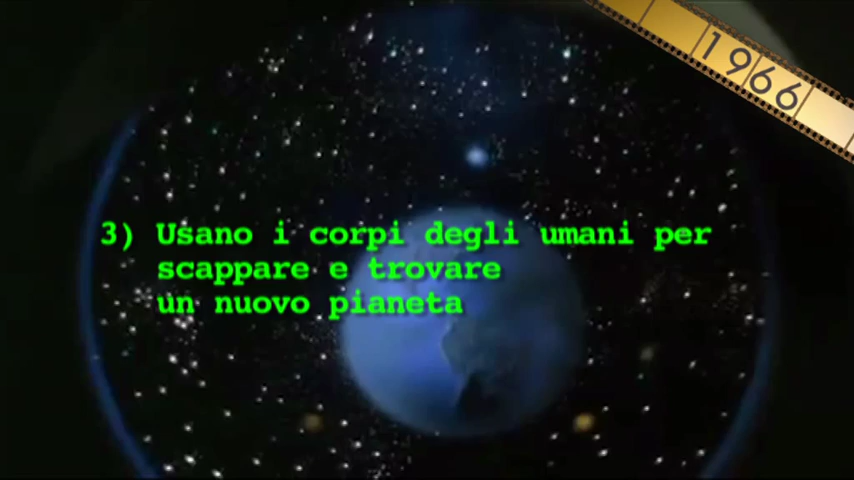 1966
3) Usano i corpi degli umani per
scappare e trovare
un nuovo pianeta